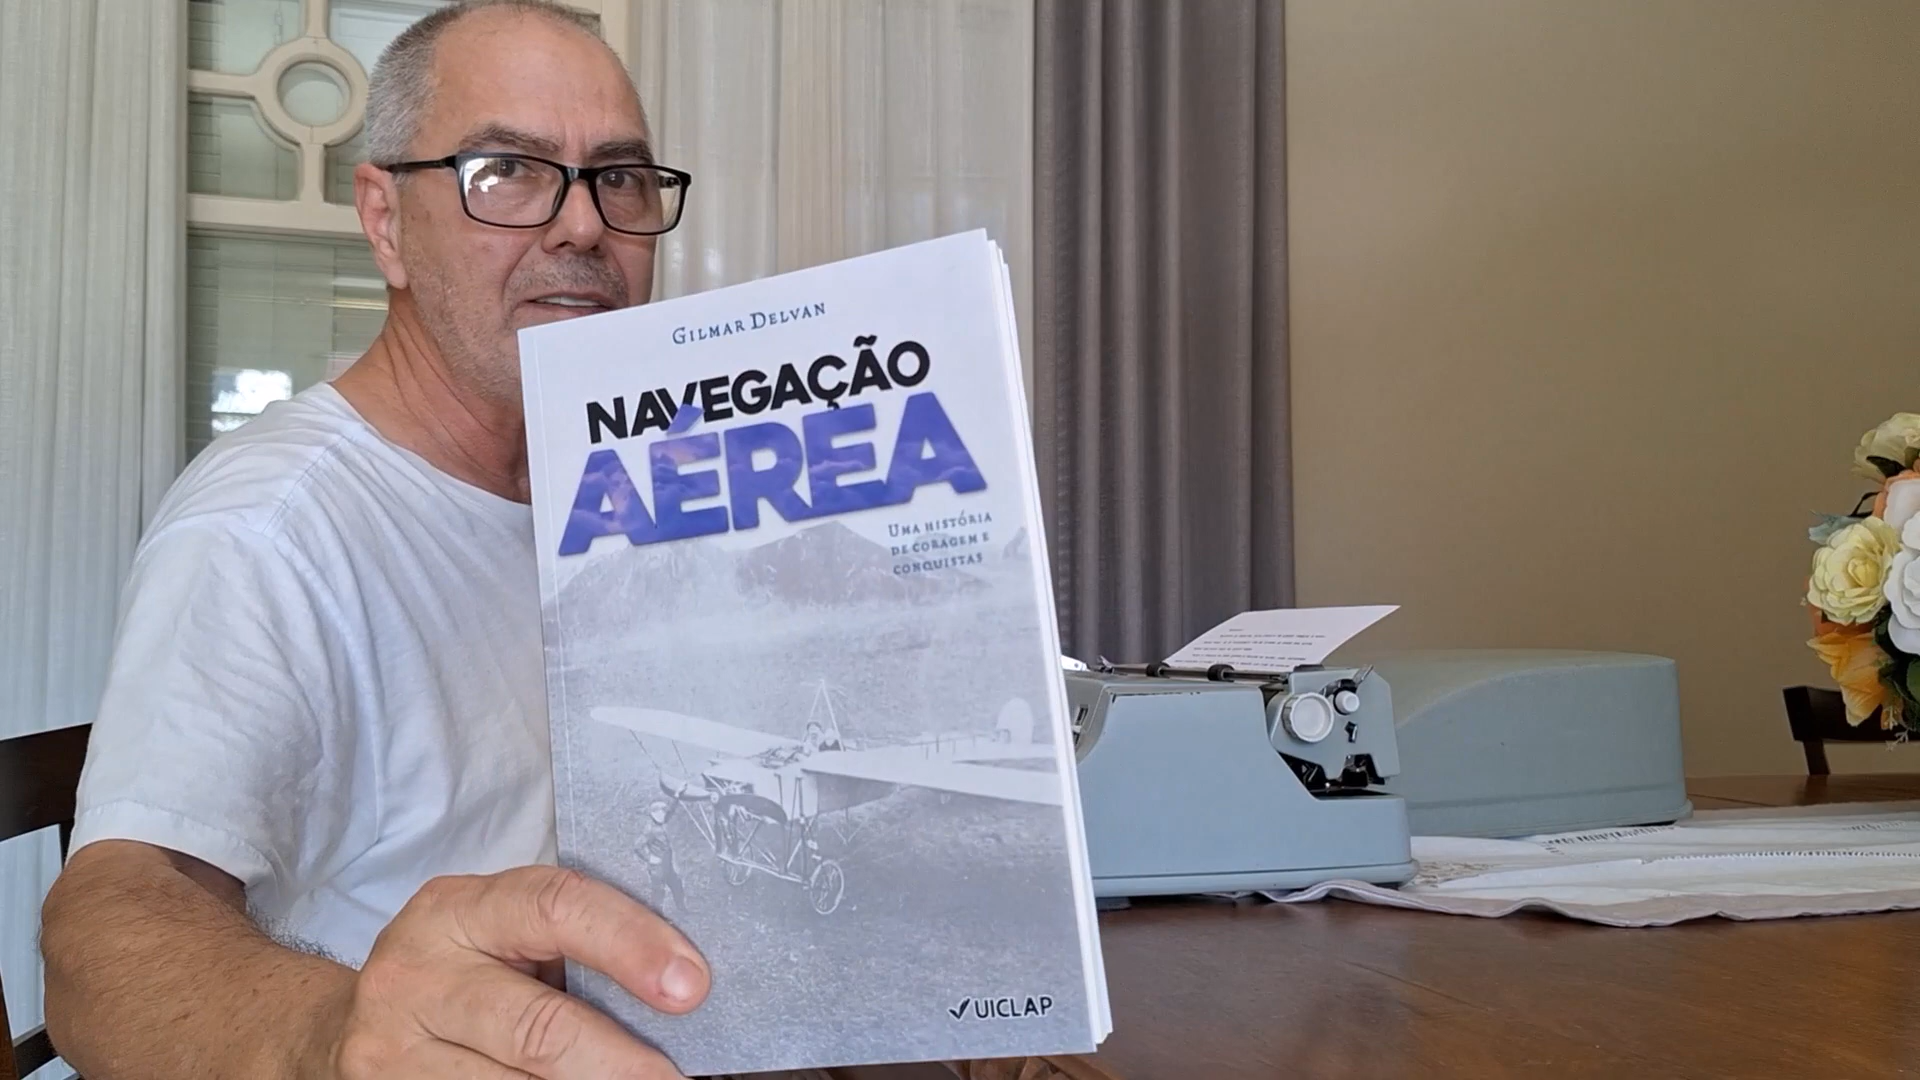 GILMAR DELVAN
NAVEGAÇÃO
AÉREA
UMA HISTÓRIA
DE CORAGEM E
CONQUISTAS
UICLAP